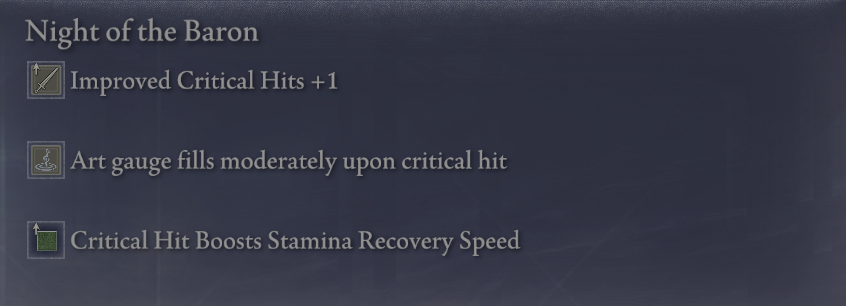 Night of the Baron
Improved Critical Hits +1
Art gauge fills moderately upon critical hit
Critical Hit Boosts Stamina Recovery Speed